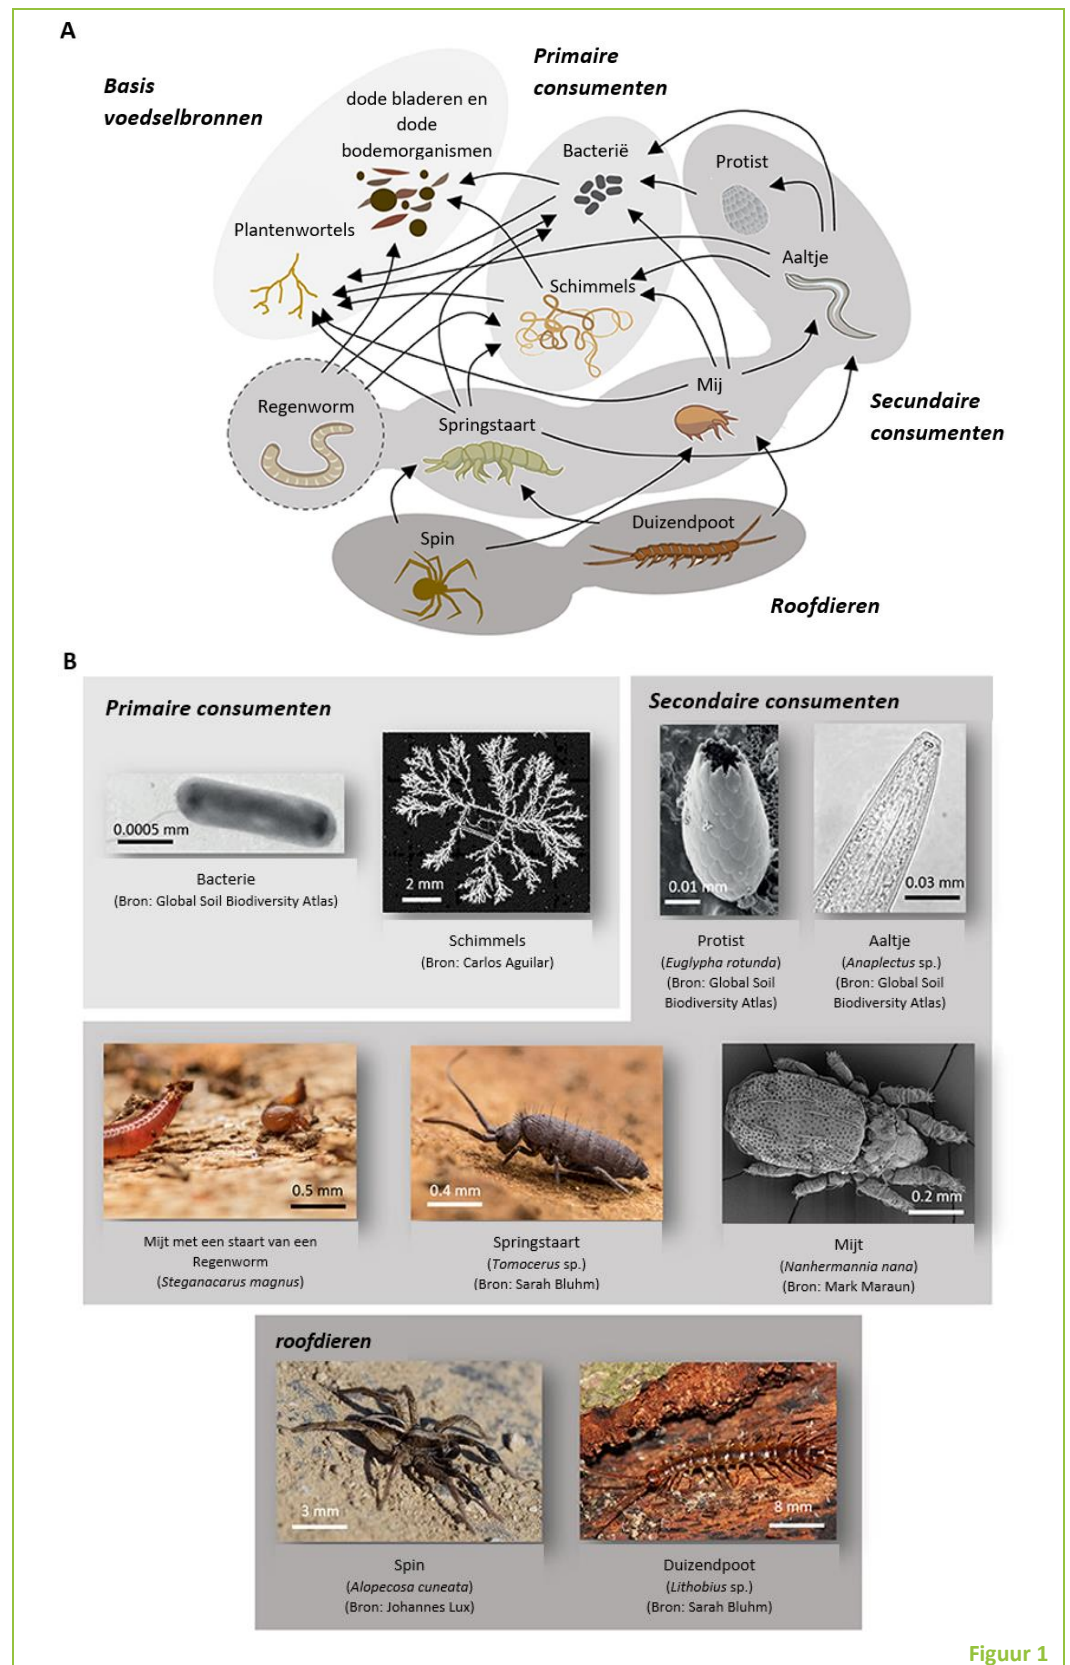 A
Basis
voedselbronnen
Primaire
consumenten
dode bladeren en
dode
bodemorganismen
Bacterië
Protist
Plantenwortels
Aaltje
Schimmels
Mij
Regenworm
Springstaart
Secundaire
consumenten
Spin
Duizendpoot
Roofdieren
B
Primaire consumenten
0.0005 mm
Bacterie
(Bron: Global Soil Biodiversity Atlas)
2 mm
Schimmels
(Bron: Carlos Aguilar)
Secondaire consumenten
0.01 mm
Protist
(Euglypha rotunda)
(Bron: Global Soil
Biodiversity Atlas)
0.03 mm
Aaltje
(Anaplectus sp.)
(Bron: Global Soil
Biodiversity Atlas)
0.5 mm
Mijt met een staart van een
Regenworm
(Steganacarus magnus)
0.4 mm
Springstaart
(Tomocerus sp.)
(Bron: Sarah Bluhm)
0.2 mm
Mijt
(Nanhermannia nana)
(Bron: Mark Maraun)
roofdieren
3 mm
Spin
(Alopecosa cuneata)
(Bron: Johannes Lux)
8 mm
Duizendpoot
(Lithobius sp.)
(Bron: Sarah Bluhm)
Figuur 1